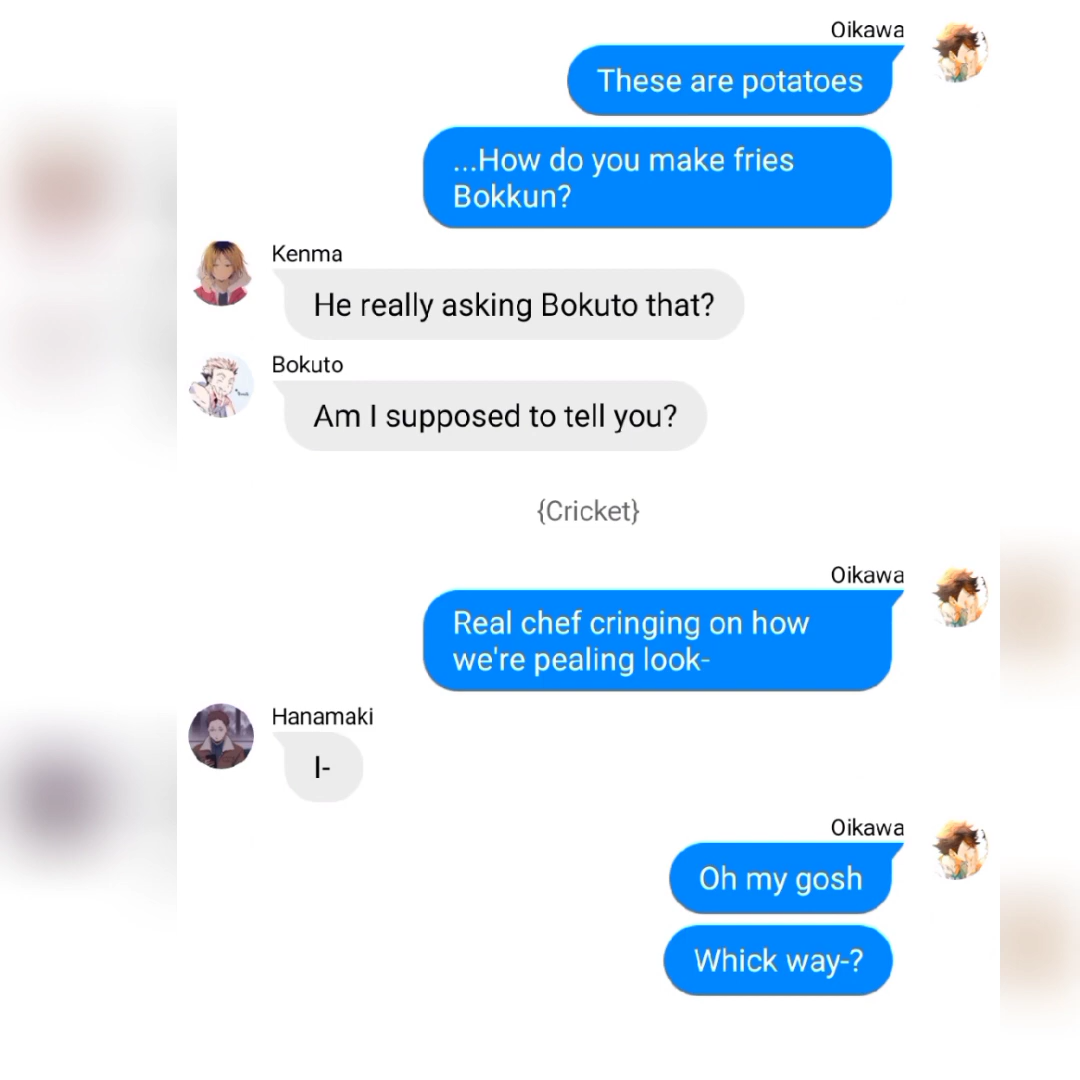 Oikawa
These are potatoes
...How do you make fries
Bokkun?
Kenma
He really asking Bokuto that?
Bokuto
Am I supposed to tell you?
{Cricket}
Oikawa
Real chef cringing on how
we're pealing look-
Hanamaki
I-
Oikawa
Oh my gosh
Whick way-?